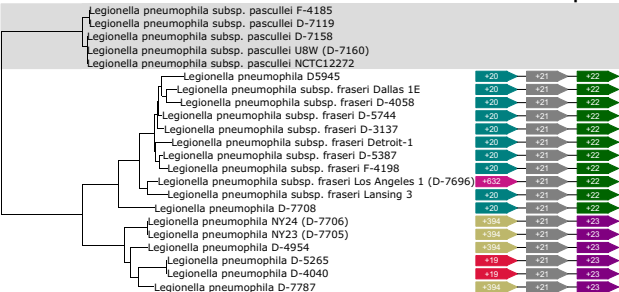 Legionella pneumophila subsp. pascullei F-4185
Legionella pneumophila subsp. pascullei D-7119
Legionella pneumophila subsp. pascullei D-7158
Legionella pneumophila subsp. pascullei U8W (D-7160)
Legionella pneumophila subsp. pascullei NCTC12272
Legionella pneumophila D5945 +20 +21 +22
Legionella pneumophila subsp. fraseri Dallas 1E +20 +21 +22
Legionella pneumophila subsp. fraseri D-4058 +20 +21 +22
Legionella pneumophila subsp. fraseri D-5744 +20 +21 +22
Legionella pneumophila subsp. fraseri D-3137 +20 +21 +22
Legionella pneumophila subsp. fraseri Detroit-1 +20 +21 +22
Legionella pneumophila subsp. fraseri D-5387 +20 +21 +22
Legionella pneumophila subsp. fraseri F-4198 +20 +21 +22
Legionella pneumophila subsp. fraseri Los Angeles 1 (D-7696) +632 +21 +22
Legionella pneumophila subsp. fraseri Lansing 3 +20 +21 +22
Legionella pneumophila D-7708 +20 +21 +22
Legionella pneumophila NY24 (D-7706) +394 +21 +23
Legionella pneumophila NY23 (D-7705) +394 +21 +23
Legionella pneumophila D-4954 +394 +21 +23
Legionella pneumophila D-5265 +19 +21 +23
Legionella pneumophila D-4040 +19 +21 +23
Legionella pneumophila D-7787 +394 +21 +23